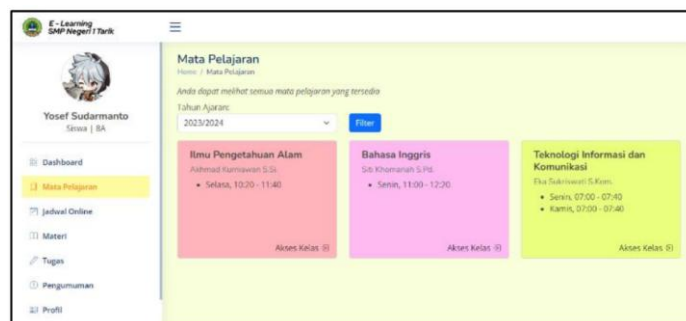 E - Learning
SMP Negeri 1 Tarik
Yosef Sudarmanto
Siswa | 8A
Dashboard
Mata Pelajaran
Jadwal Online
Materi
Tugas
Pengumuman
Profil
Mata Pelajaran
Home / Mata Pelajaran
Anda dapat melihat semua mata pelajaran yang tersedia
Tahun Ajaran:
2023/2024
Filter
Ilmu Pengetahuan Alam
Akhmad Kurniawan S.Si.
• Selasa, 10:20 - 11:40
Akses Kelas
Bahasa Inggris
Siti Khomariah S.Pd.
• Senin, 11:00 - 12:20
Akses Kelas
Teknologi Informasi dan
Komunikasi
Eka Sukriswati S.Kom.
• Senin, 07:00 - 07:40
• Kamis, 07:00 - 07:40
Akses Kelas